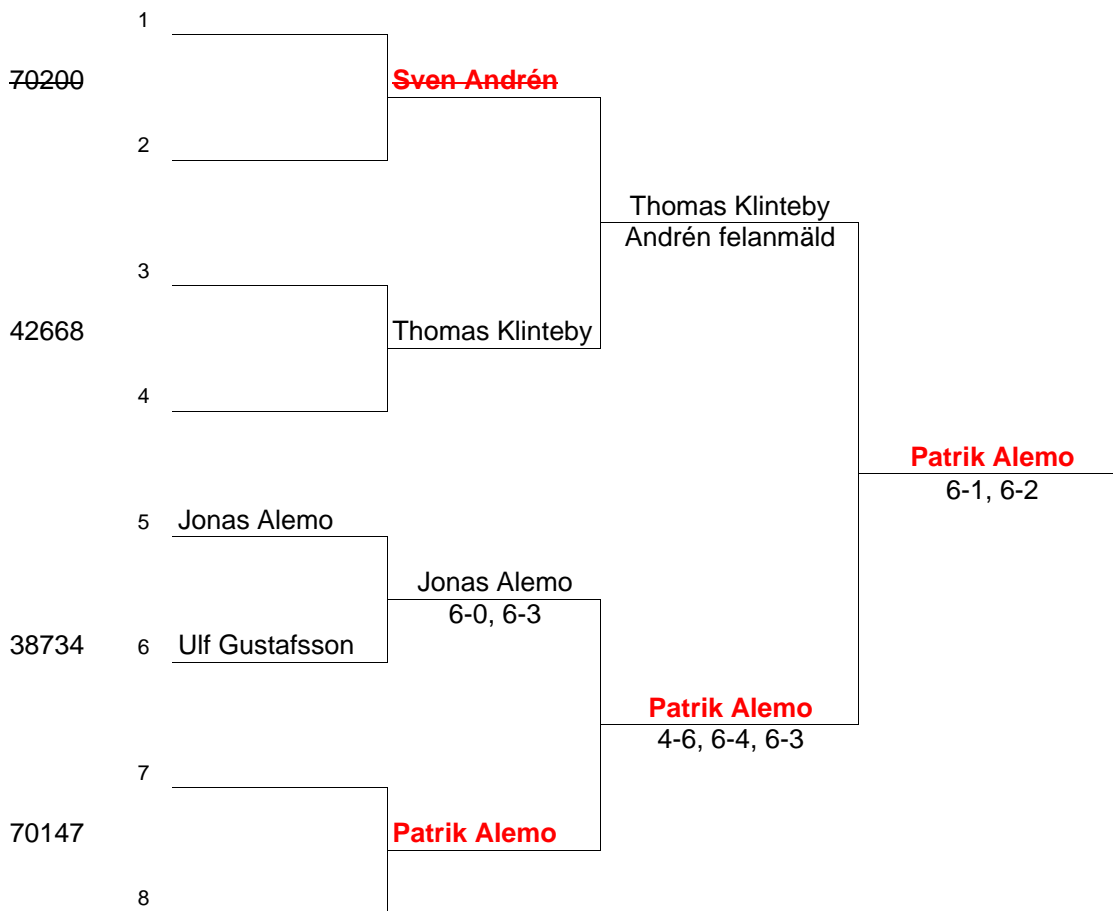 1
70200 Sven Andrén
2
Thomas Klinteby
Andrén felanmäld
3
42668 Thomas Klinteby
4
Patrik Alemo
6-1, 6-2
5 Jonas Alemo
Jonas Alemo
6-0, 6-3
38734 6 Ulf Gustafsson
Patrik Alemo
4-6, 6-4, 6-3
7
70147 Patrik Alemo
8